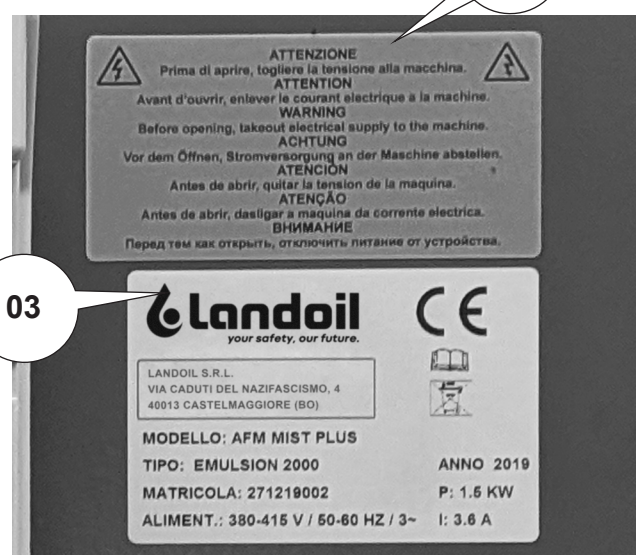 ATTENZIONE
Prima di aprire, togliere la tensione alla macchina.
ATTENTION
Avant d'ouvrir, enlever le courant electrique a la machine.
WARNING
Before opening, takeout electrical supply to the machine.
ACHTUNG
Vor dem Öffnen, Stromversorgung an der Maschine abstellen.
ATENCIÓN
Antes de abrir, quitar la tension de la maquina.
ATENÇÃO
Antes de abrir, dasligar a maquina da corrente electrica.
ВНИМАНИЕ
Перед тем как открыть, отключить питание от устройства.
03
Landoil
your safety, our future.
CE
LANDOIL S.R.L.
VIA CADUTI DEL NAZIFASCISMO, 4
40013 CASTELMAGGIORE (BO)
MODELLO: AFM MIST PLUS
TIPO: EMULSION 2000 ANNO 2019
MATRICOLA: 271219002 P: 1.5 KW
ALIMENT.: 380-415 V / 50-60 HZ / 3~ I: 3.6 A